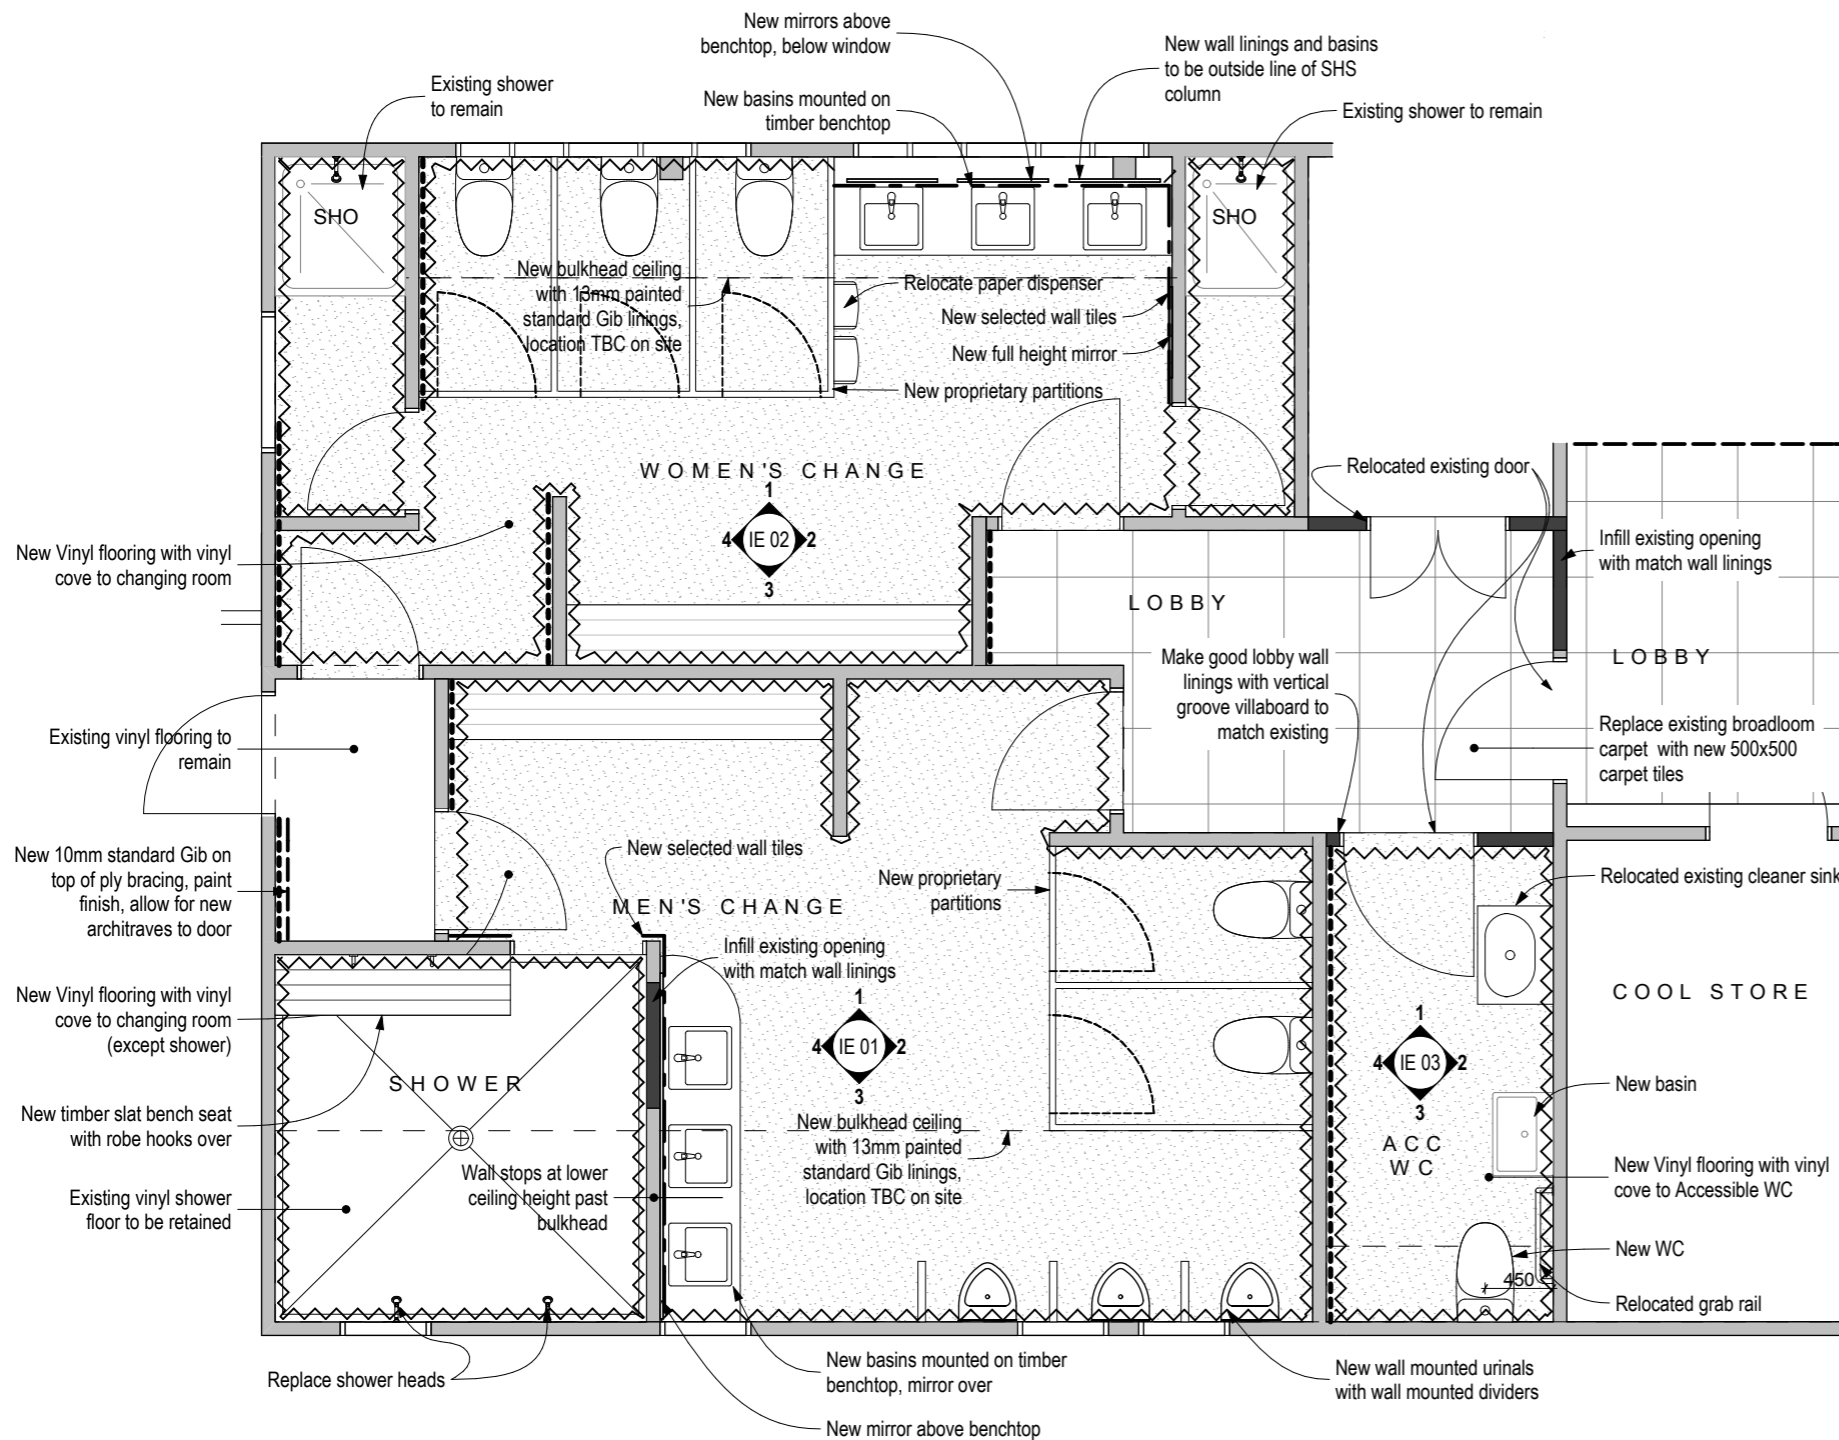 New mirrors above
benchtop, below window
New wall linings and basins
to be outside line of SHS
column
Existing shower
to remain
New basins mounted on
timber benchtop
Existing shower to remain
SHO
SHO
New bulkhead ceiling
with 13mm painted
standard Gib linings,
location TBC on site
Relocate paper dispenser
New selected wall tiles
New full height mirror
New proprietary partitions
WOMEN'S CHANGE
1
4 IE 02 2
3
Relocated existing door
New Vinyl flooring with vinyl
cove to changing room
Infill existing opening
with match wall linings
LOBBY
LOBBY
Make good lobby wall
linings with vertical
groove villaboard to
match existing
Existing vinyl flooring to
remain
Replace existing broadloom
carpet with new 500x500
carpet tiles
New 10mm standard Gib on
top of ply bracing, paint
finish, allow for new
architraves to door
New selected wall tiles
MEN'S CHANGE
New proprietary
partitions
Relocated existing cleaner sink
Infill existing opening
with match wall linings
New Vinyl flooring with vinyl
cove to changing room
(except shower)
COOL STORE
1
4 IE 01 2
3
1
4 IE 03 2
3
SHOWER
New basin
New timber slat bench seat
with robe hooks over
New bulkhead ceiling
with 13mm painted
standard Gib linings,
location TBC on site
ACC
WC
Wall stops at lower
ceiling height past
bulkhead
New Vinyl flooring with vinyl
cove to Accessible WC
Existing vinyl shower
floor to be retained
New WC
450
Relocated grab rail
Replace shower heads
New basins mounted on timber
benchtop, mirror over
New wall mounted urinals
with wall mounted dividers
New mirror above benchtop